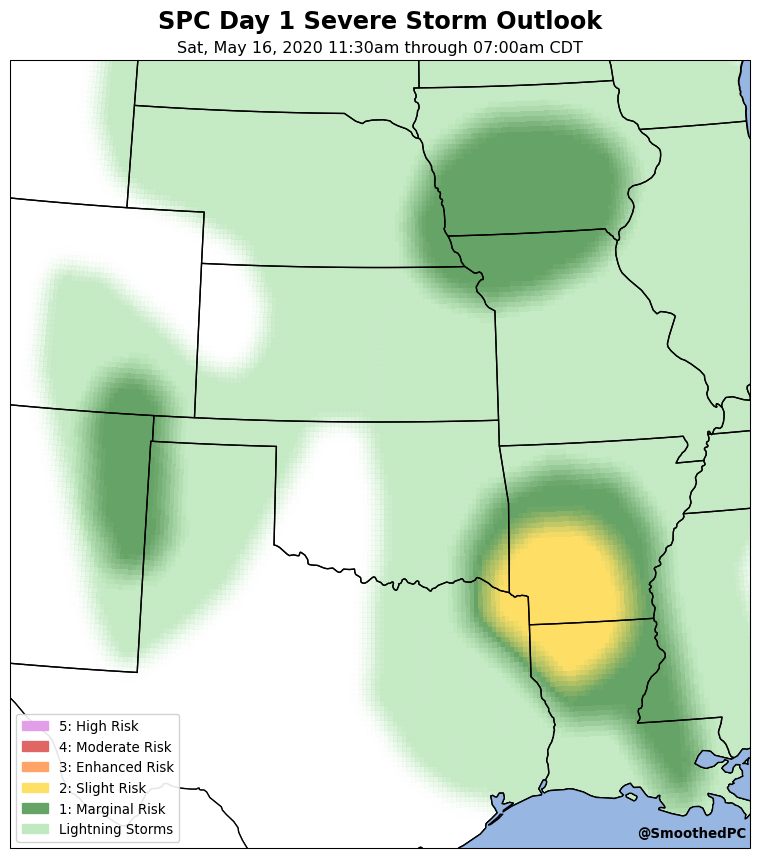 SPC Day 1 Severe Storm Outlook
Sat, May 16, 2020 11:30am through 07:00am CDT
5: High Risk
4: Moderate Risk
3: Enhanced Risk
2: Slight Risk
1: Marginal Risk
Lightning Storms
@SmoothedPC